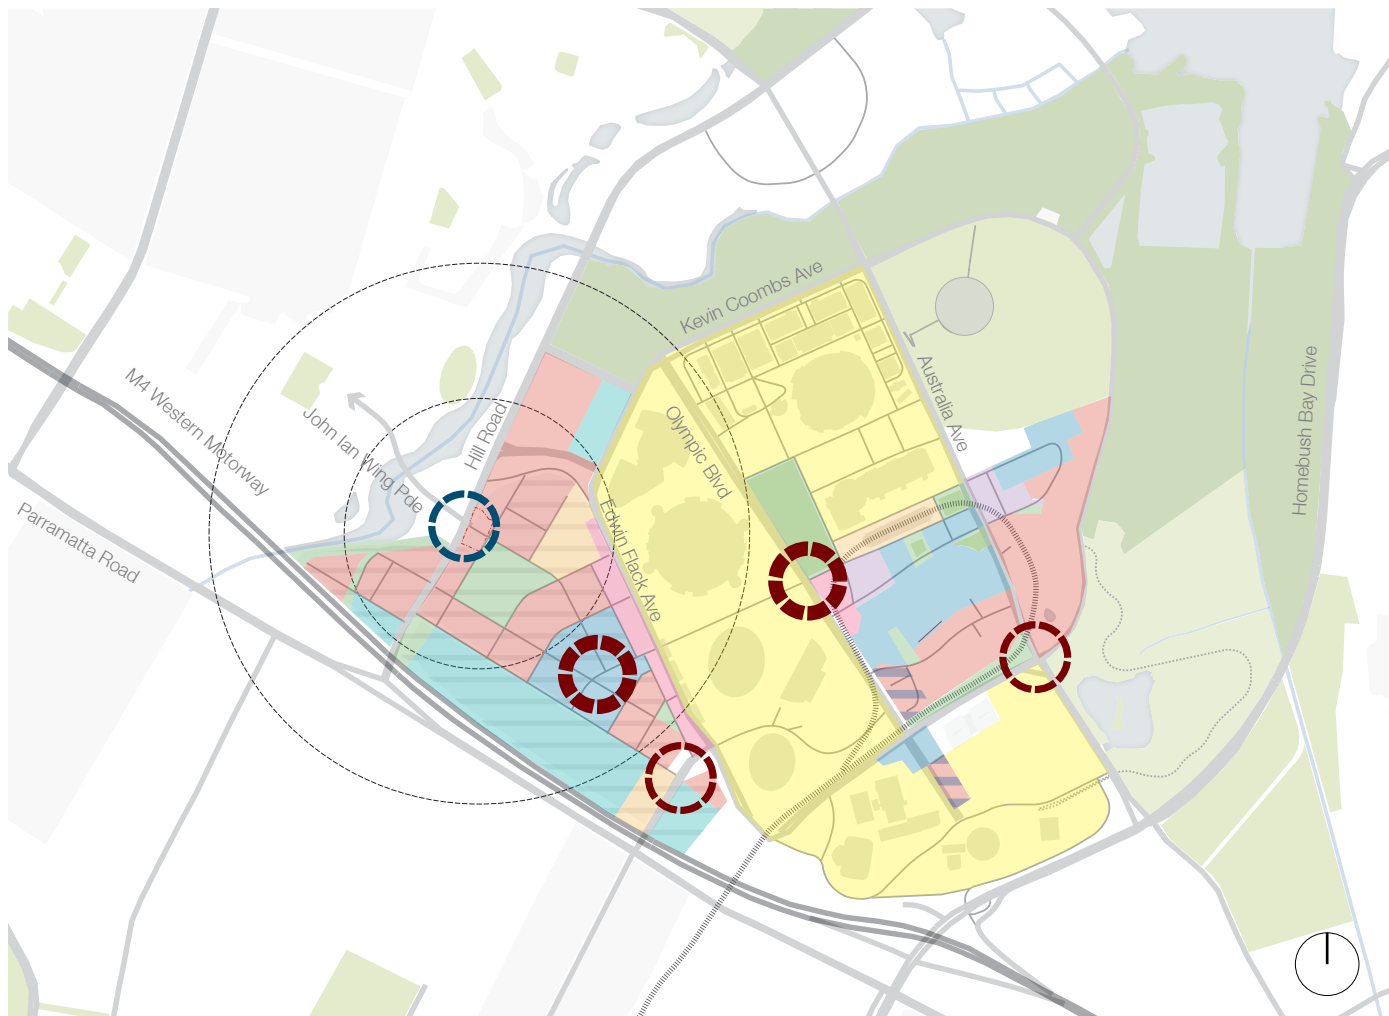 Kevin Coombs Ave
Australia Ave
Olympic Blvd
Homebush Bay Drive
M4 Western Motorway
John Ian Wing Pde
Hill Road
Edwin Flack Ave
Parramatta Road